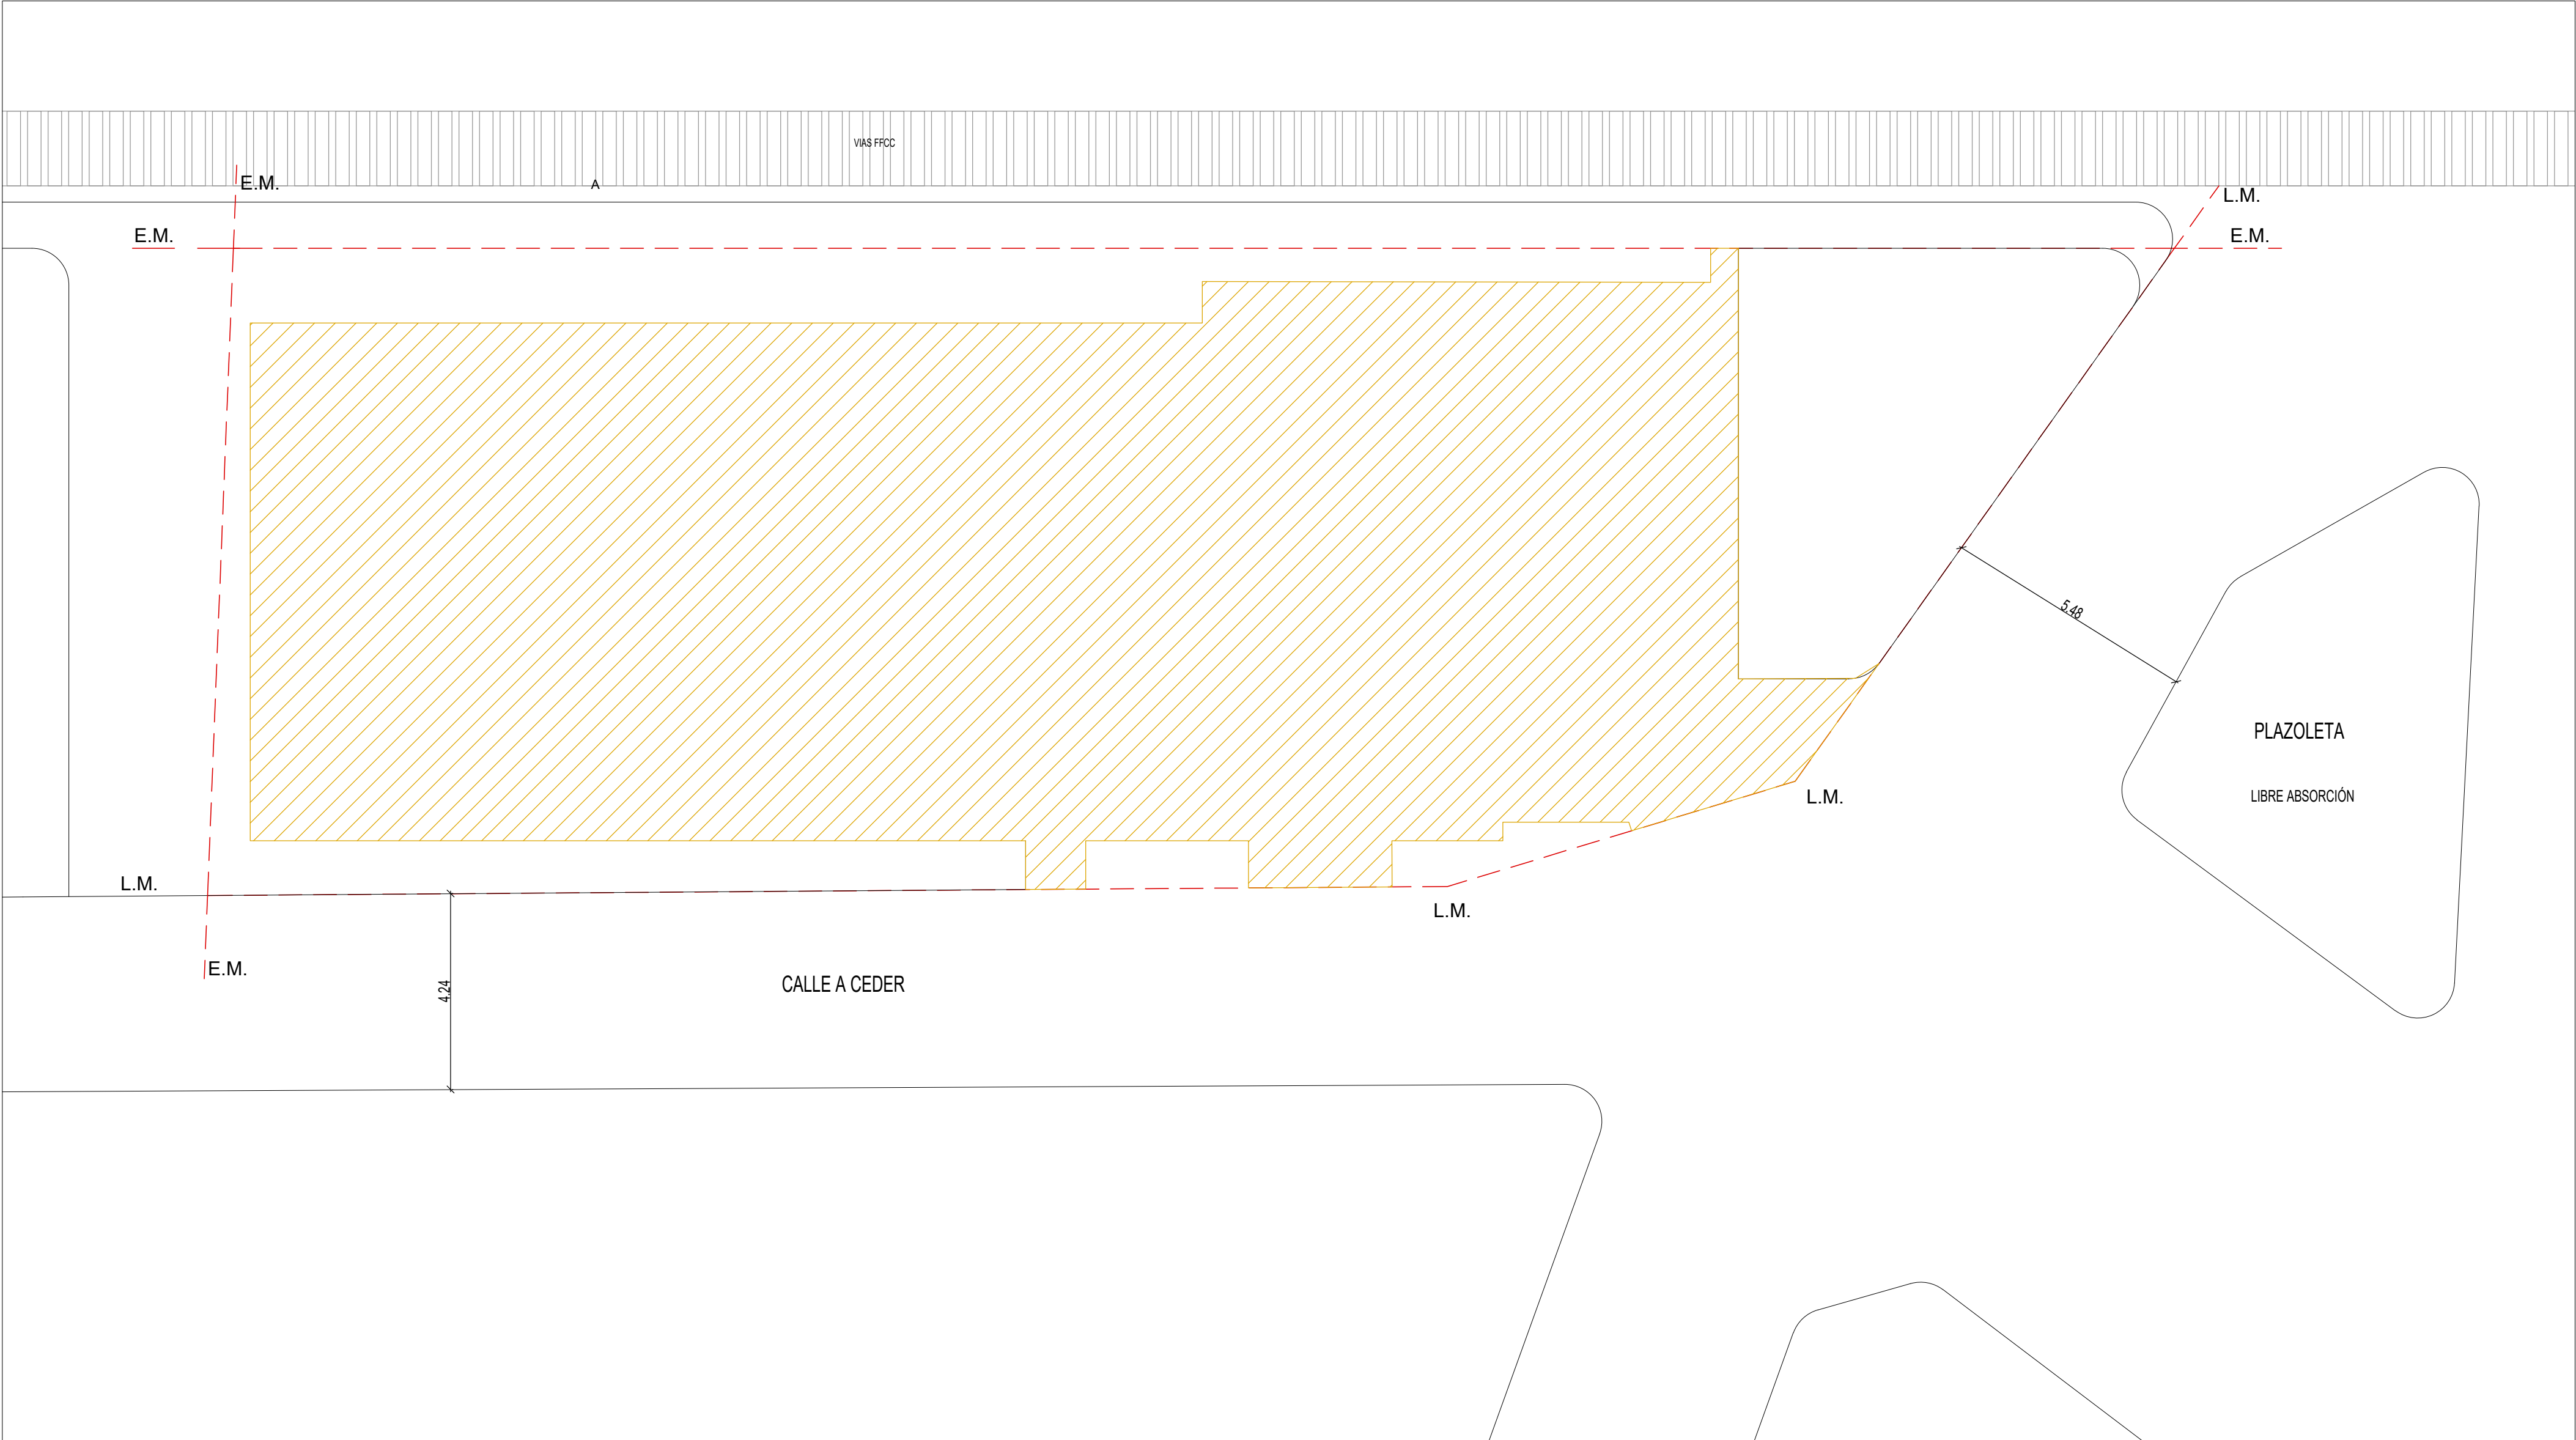 VIAS FFCC
E.M.
A
L.M.
E.M.
E.M.
5.48
PLAZOLETA
LIBRE ABSORCIÓN
L.M.
L.M.
L.M.
E.M.
4.24
CALLE A CEDER